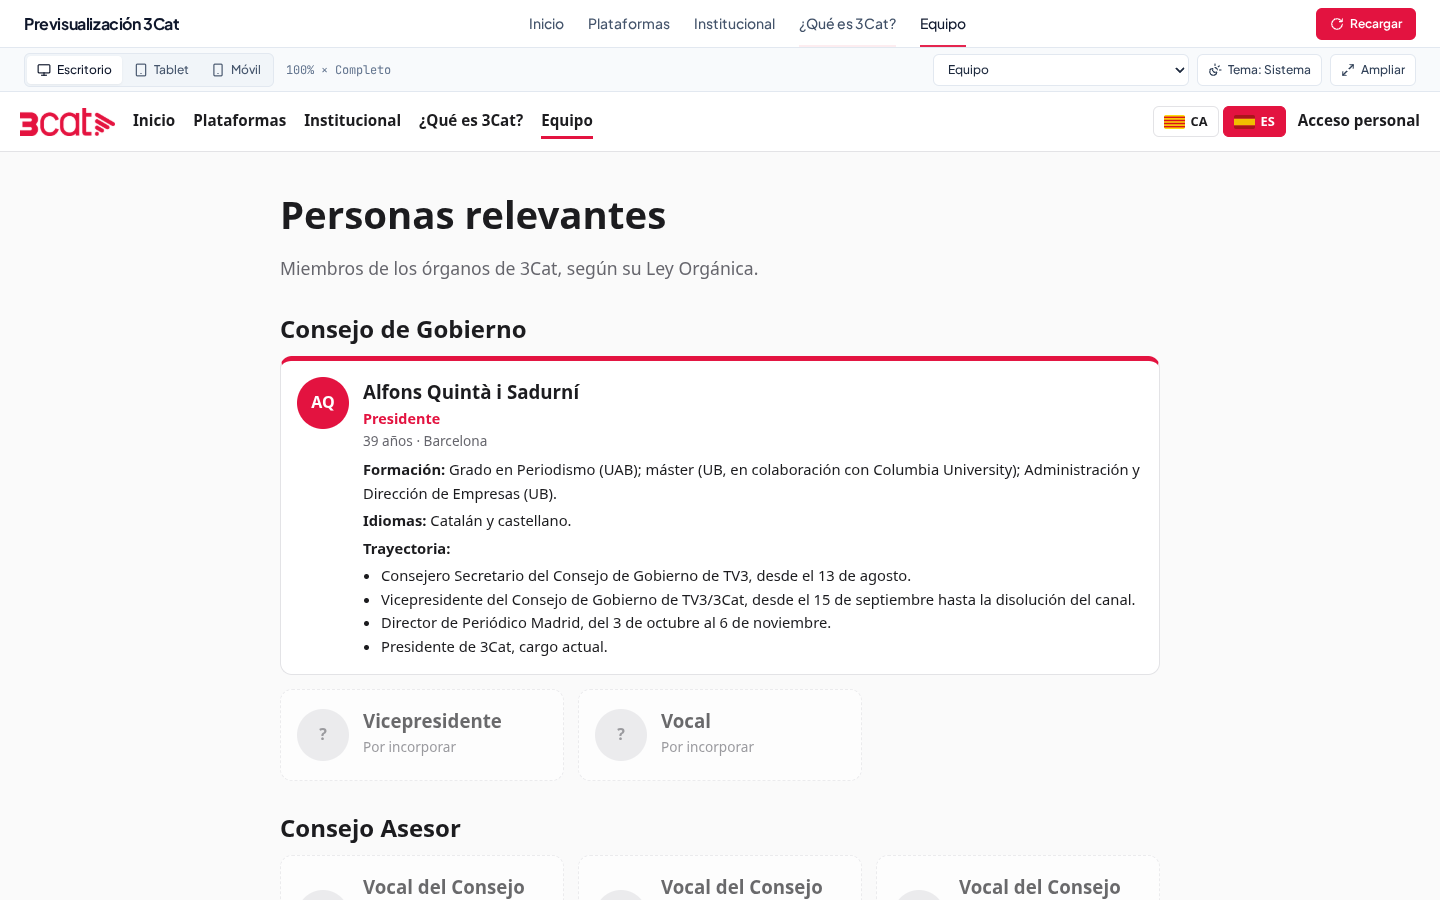 Previsualización 3Cat
Inicio
Plataformas
Institucional
¿Qué es 3Cat?
Equipo
Recargar
Escritorio
Tablet
Móvil
100% × Completo
Equipo
Tema: Sistema
Ampliar
3cat
Inicio
Plataformas
Institucional
¿Qué es 3Cat?
Equipo
CA
ES
Acceso personal
Personas relevantes
Miembros de los órganos de 3Cat, según su Ley Orgánica.
Consejo de Gobierno
AQ
Alfons Quintà i Sadurní
Presidente
39 años · Barcelona
Formación: Grado en Periodismo (UAB); máster (UB, en colaboración con Columbia University); Administración y
Dirección de Empresas (UB).
Idiomas: Catalán y castellano.
Trayectoria:
• Consejero Secretario del Consejo de Gobierno de TV3, desde el 13 de agosto.
• Vicepresidente del Consejo de Gobierno de TV3/3Cat, desde el 15 de septiembre hasta la disolución del canal.
• Director de Periódico Madrid, del 3 de octubre al 6 de noviembre.
• Presidente de 3Cat, cargo actual.
?
Vicepresidente
Por incorporar
?
Vocal
Por incorporar
Consejo Asesor
Vocal del Consejo
Vocal del Consejo
Vocal del Consejo